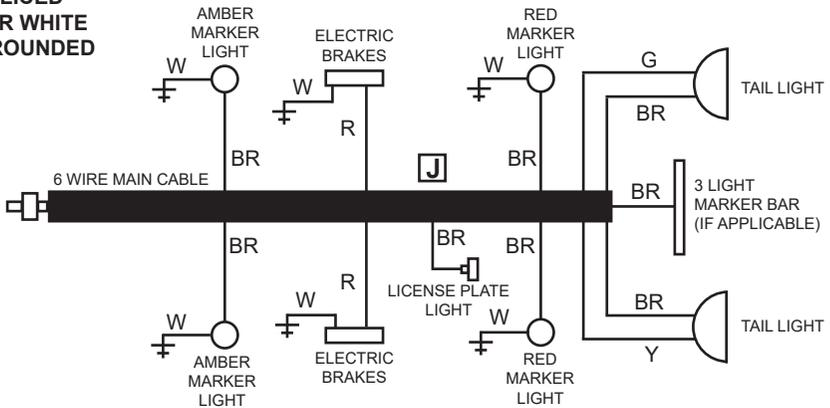 R WHITE
ROUNDED
AMBER
MARKER
LIGHT
ELECTRIC
BRAKES
RED
MARKER
LIGHT
W
W
W
G
TAIL LIGHT
BR
R
BR
BR
J
6 WIRE MAIN CABLE
BR
3 LIGHT
MARKER BAR
(IF APPLICABLE)
BR
BR
BR
R
LICENSE PLATE
LIGHT
BR
W
W
W
TAIL LIGHT
Y
AMBER
MARKER
LIGHT
ELECTRIC
BRAKES
RED
MARKER
LIGHT